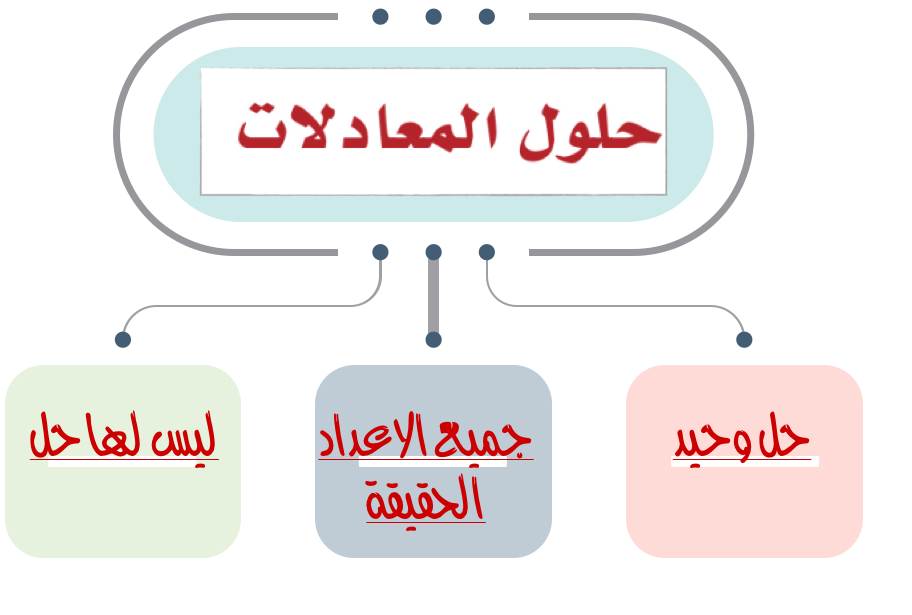 حلول المعادلات
حل وحيد
جميع الاعداد
الحقيقة
ليس لها حل